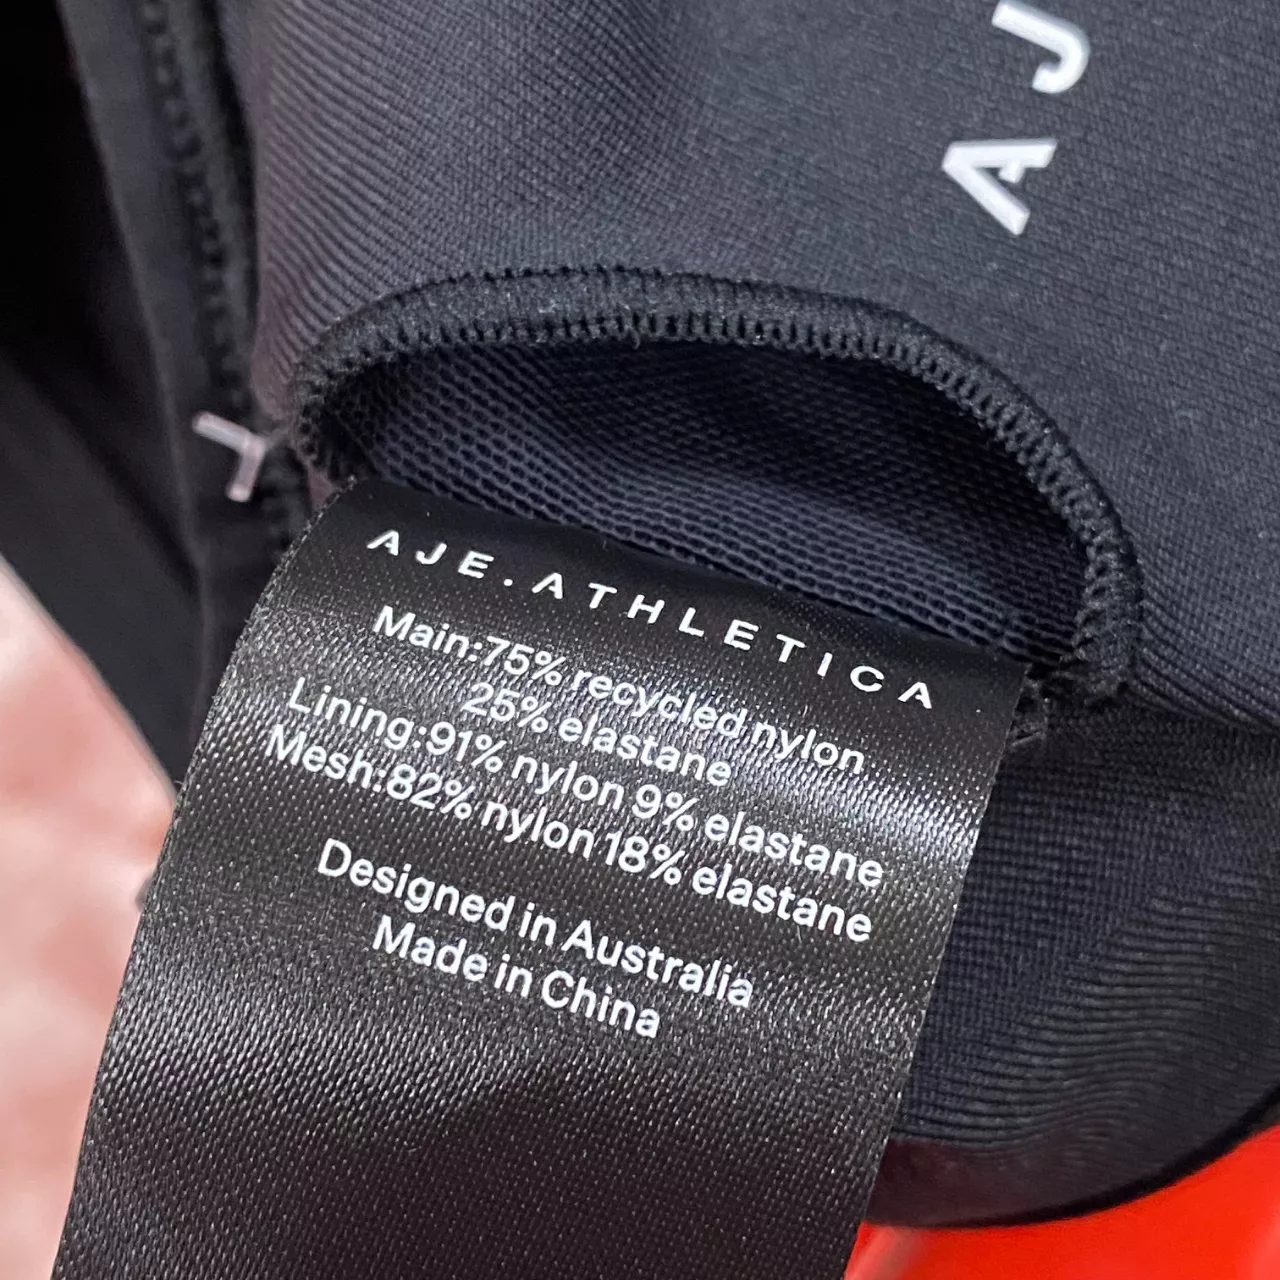 AJ
AJE.ATHLETICA
Main:75% recycled nylon
25% elastane
Lining:91% nylon 9% elastane
Mesh:82% nylon 18% elastane
Designed in Australia
Made in China